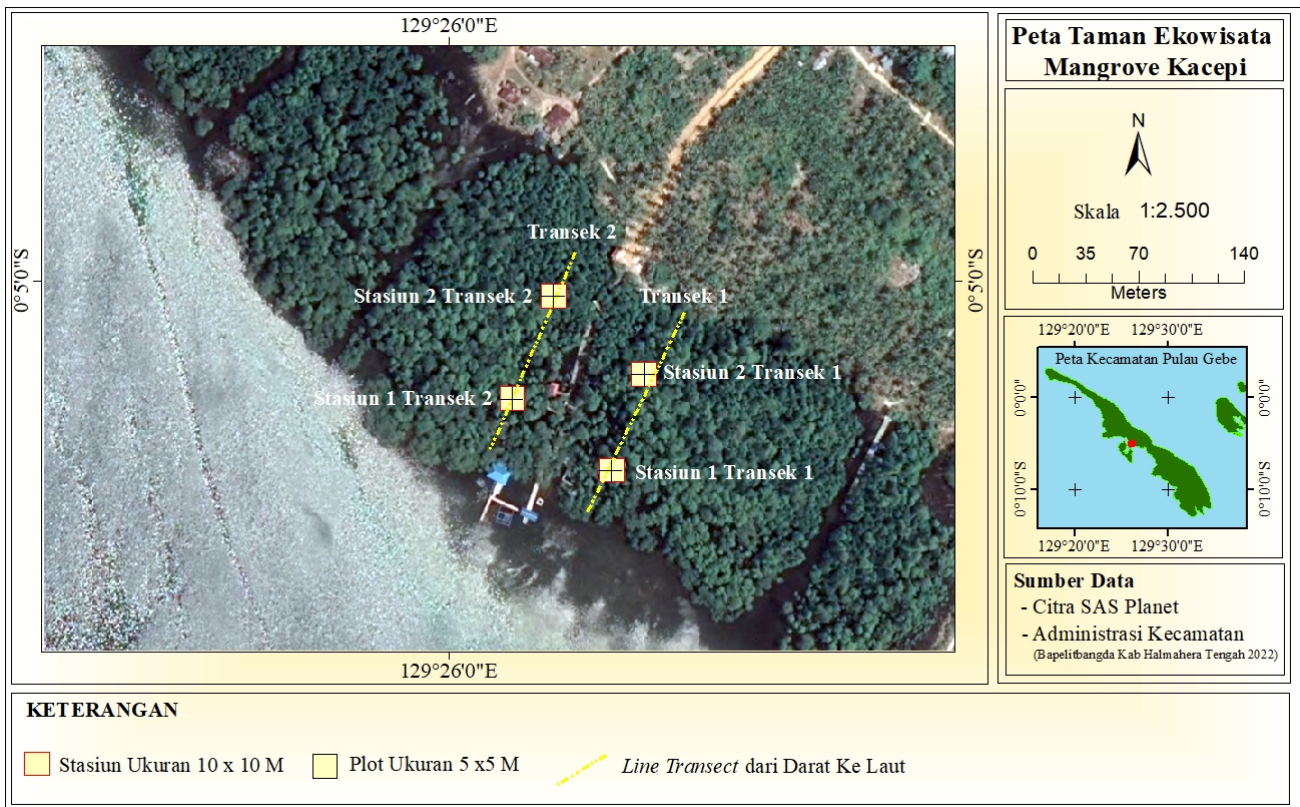 129°26'0"E
Peta Taman Ekowisata
Mangrove Kacepi
N
Skala 1:2.500
0 35 70 140
Meters
0°5'0"S
0°5'0"S
Transek 2
Stasiun 2 Transek 2
Transek 1
Stasiun 2 Transek 1
Stasiun 1 Transek 2
Stasiun 1 Transek 1
129°26'0"E
129°20'0"E 129°30'0"E
Peta Kecamatan Pulau Gebe
0°0'0"
0°0'0"
0°10'0"S
0°10'0"S
129°20'0"E 129°30'0"E
Sumber Data
- Citra SAS Planet
- Administrasi Kecamatan
(Bapelitbangda Kab Halmahera Tengah 2022)
KETERANGAN
Stasiun Ukuran 10 x 10 M
Plot Ukuran 5 x5 M
Line Transect dari Darat Ke Laut